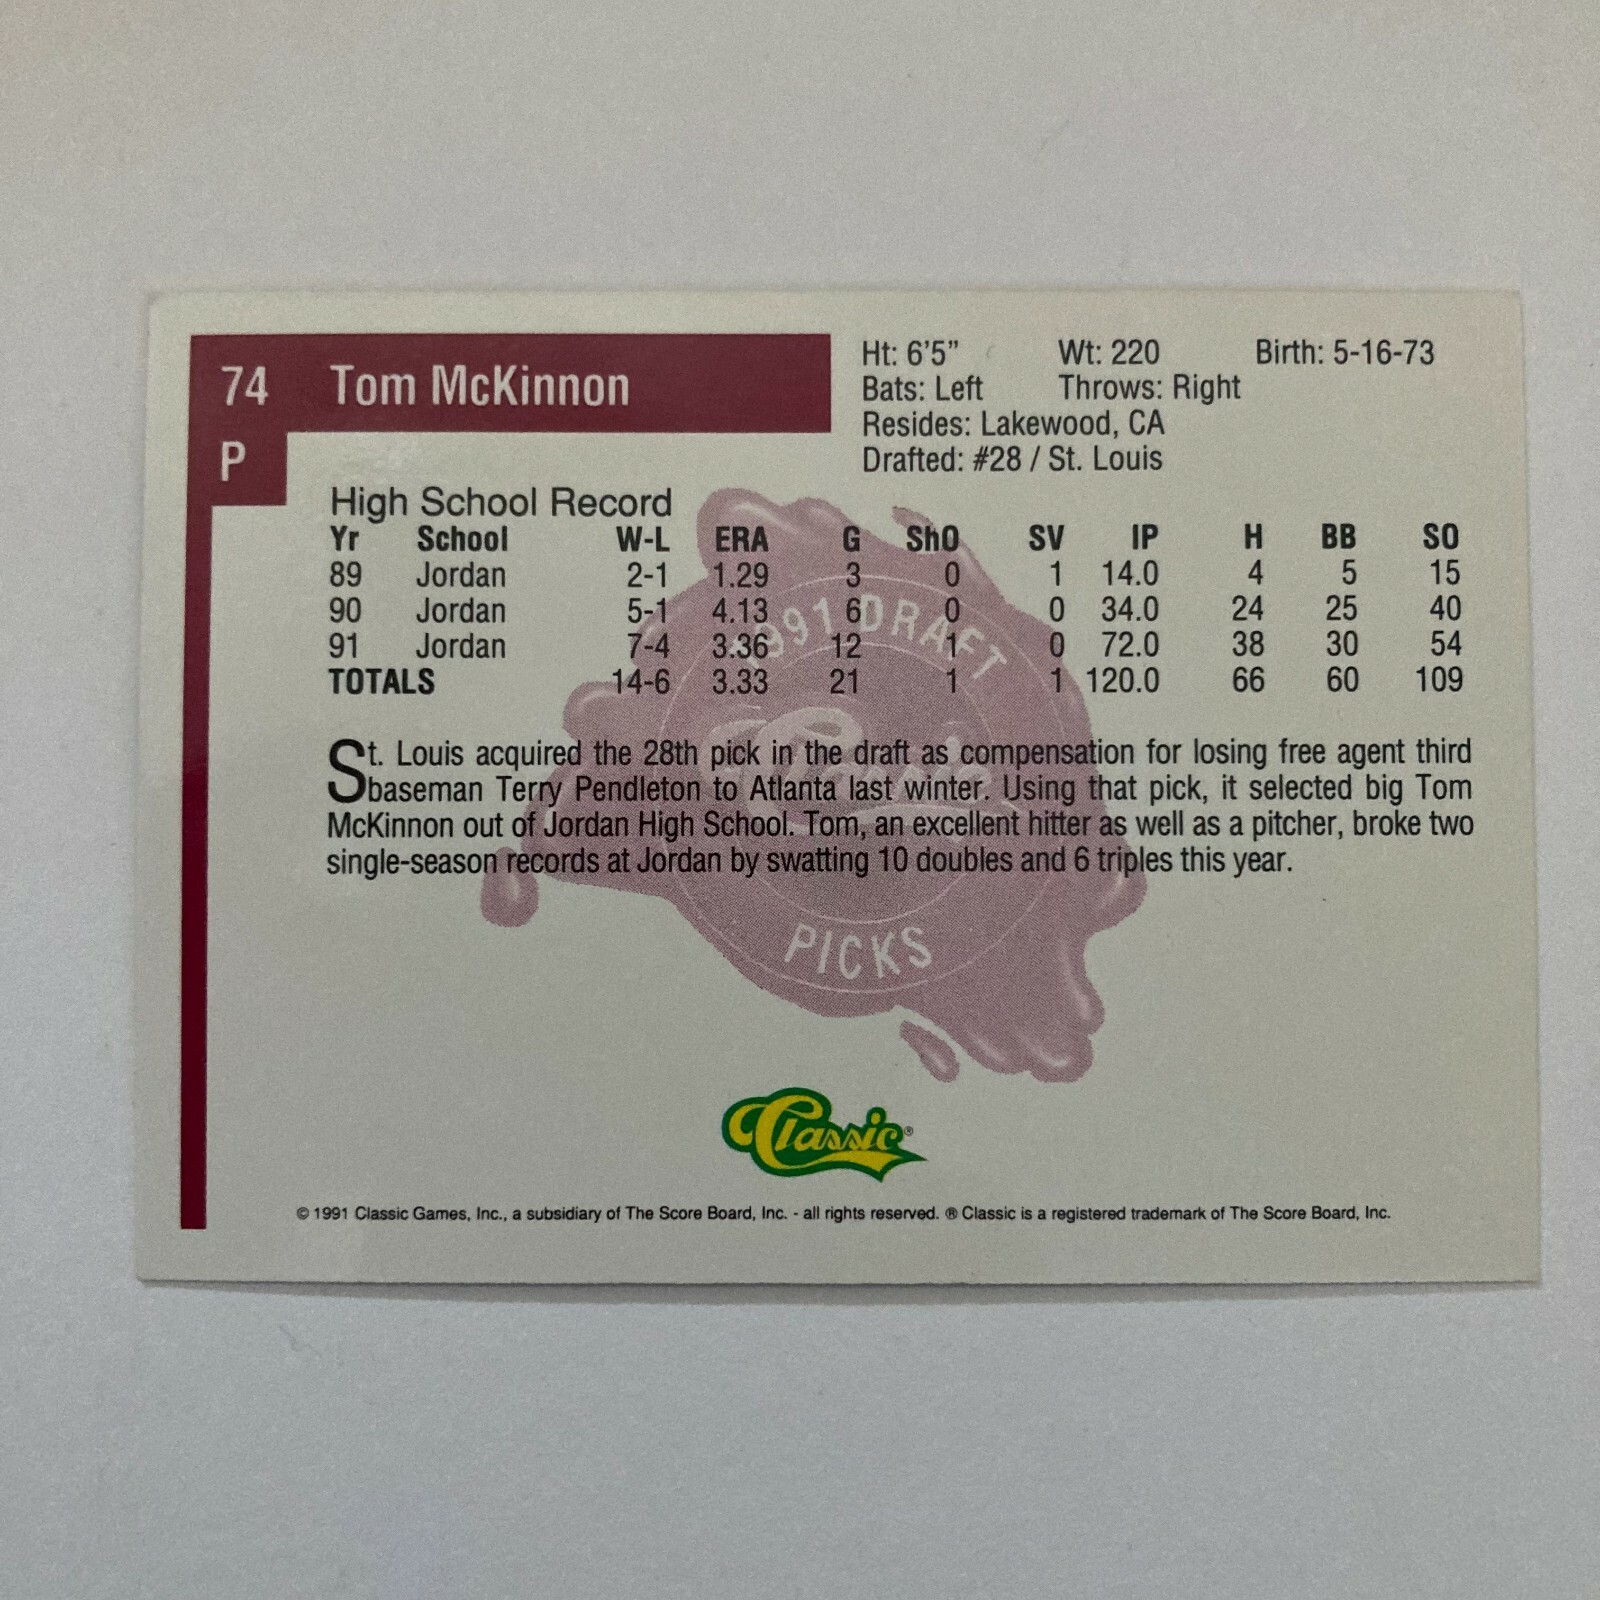 74 Tom McKinnon
P
Ht: 6'5" Wt: 220 Birth: 5-16-73
Bats: Left Throws: Right
Resides: Lakewood, CA
Drafted: #28 / St. Louis
High School Record
Yr School W-L ERA G ShO SV IP H BB SO
89 Jordan 2-1 1.29 3 0 1 14.0 4 5 15
90 Jordan 5-1 4.13 6 0 0 34.0 24 25 40
91 Jordan 7-4 3.36 12 1 0 72.0 38 30 54
TOTALS 14-6 3.33 21 1 1 120.0 66 60 109
1991 DRAFT
Classic
PICKS
St. Louis acquired the 28th pick in the draft as compensation for losing free agent third
baseman Terry Pendleton to Atlanta last winter. Using that pick, it selected big Tom
McKinnon out of Jordan High School. Tom, an excellent hitter as well as a pitcher, broke two
single-season records at Jordan by swatting 10 doubles and 6 triples this year.
Classic®
© 1991 Classic Games, Inc., a subsidiary of The Score Board, Inc. - all rights reserved. ® Classic is a registered trademark of The Score Board, Inc.